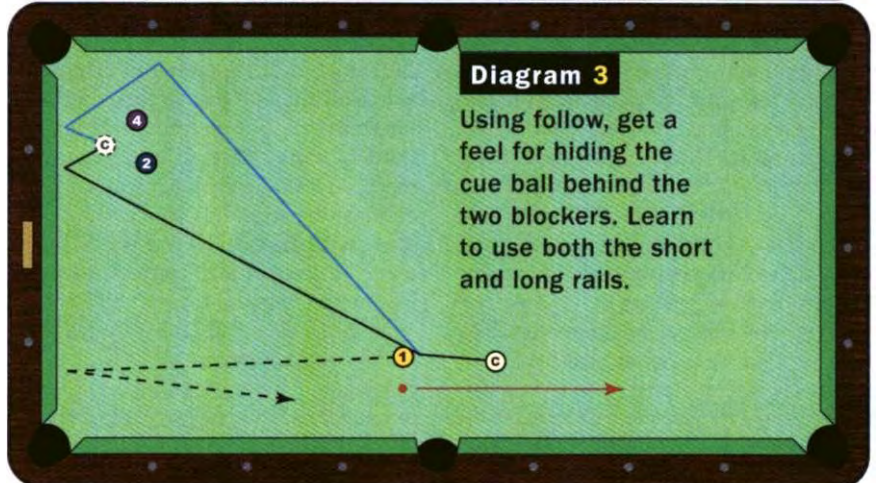 Diagram 3
Using follow, get a
feel for hiding the
cue ball behind the
two blockers. Learn
to use both the short
and long rails.
4
C
2
1
C